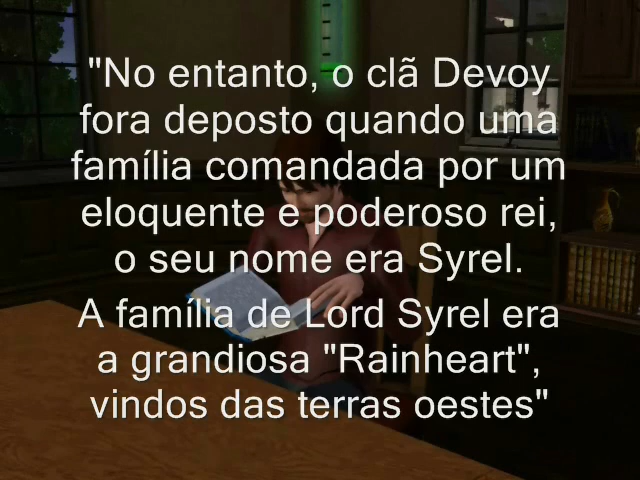 "No entanto, o clã Devoy
fora deposto quando uma
família comandada por um
eloquente e poderoso rei,
o seu nome era Syrel.
A família de Lord Syrel era
a grandiosa "Rainheart",
vindos das terras oestes"